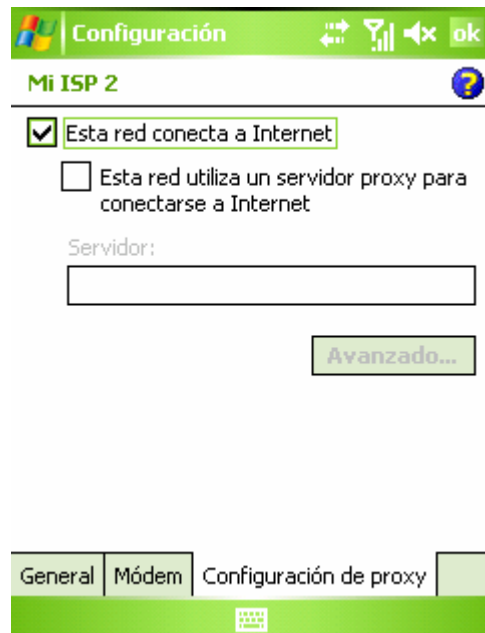 Configuración
ok
Mi ISP 2
?
Esta red conecta a Internet
Esta red utiliza un servidor proxy para
conectarse a Internet
Servidor:
Avanzado...
General Módem Configuración de proxy